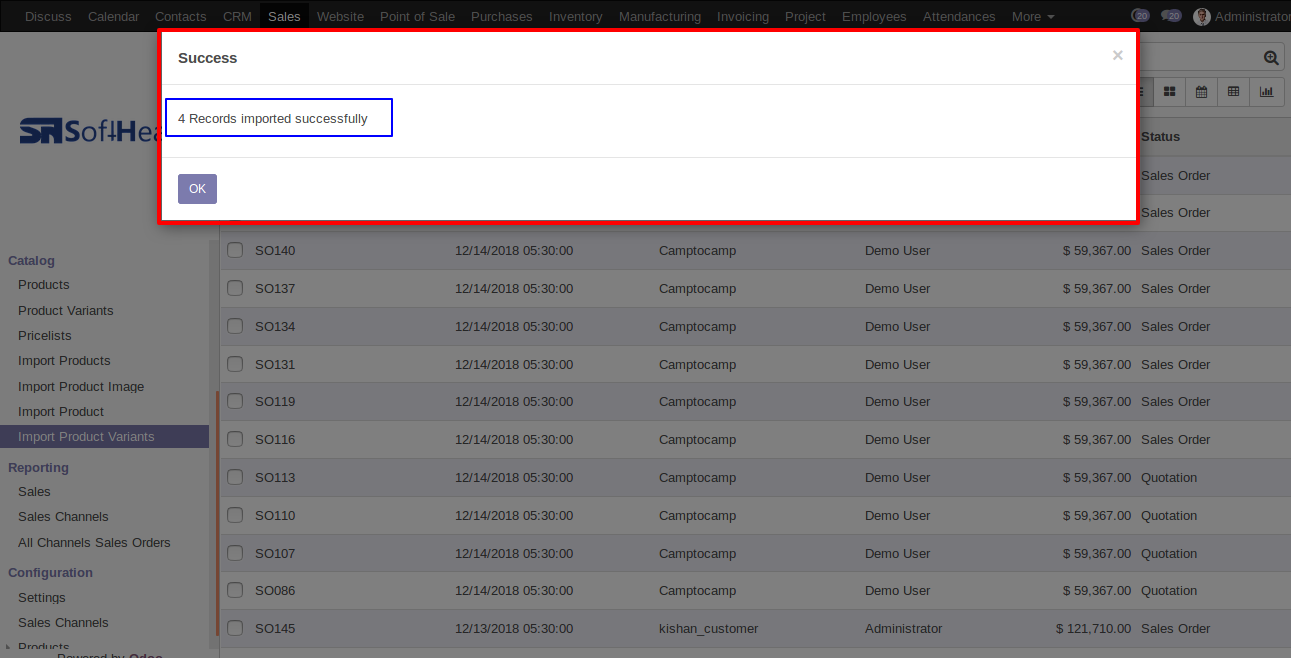 Discuss Calendar Contacts CRM Sales Website Point of Sale Purchases Inventory Manufacturing Invoicing Project Employees Attendances More 20 20 Administrator
Success ×
4 Records imported successfully
OK
Status
Sales Order
Sales Order
SO140 12/14/2018 05:30:00 Camptocamp Demo User $ 59,367.00 Sales Order
SO137 12/14/2018 05:30:00 Camptocamp Demo User $ 59,367.00 Sales Order
SO134 12/14/2018 05:30:00 Camptocamp Demo User $ 59,367.00 Sales Order
SO131 12/14/2018 05:30:00 Camptocamp Demo User $ 59,367.00 Sales Order
SO119 12/14/2018 05:30:00 Camptocamp Demo User $ 59,367.00 Sales Order
SO116 12/14/2018 05:30:00 Camptocamp Demo User $ 59,367.00 Sales Order
SO113 12/14/2018 05:30:00 Camptocamp Demo User $ 59,367.00 Quotation
SO110 12/14/2018 05:30:00 Camptocamp Demo User $ 59,367.00 Quotation
SO107 12/14/2018 05:30:00 Camptocamp Demo User $ 59,367.00 Quotation
SO086 12/14/2018 05:30:00 Camptocamp Demo User $ 59,367.00 Quotation
SO145 12/13/2018 05:30:00 kishan_customer Administrator $ 121,710.00 Sales Order
Catalog
Products
Product Variants
Pricelists
Import Products
Import Product Image
Import Product
Import Product Variants
Reporting
Sales
Sales Channels
All Channels Sales Orders
Configuration
Settings
Sales Channels
Products
Powered by Odoo